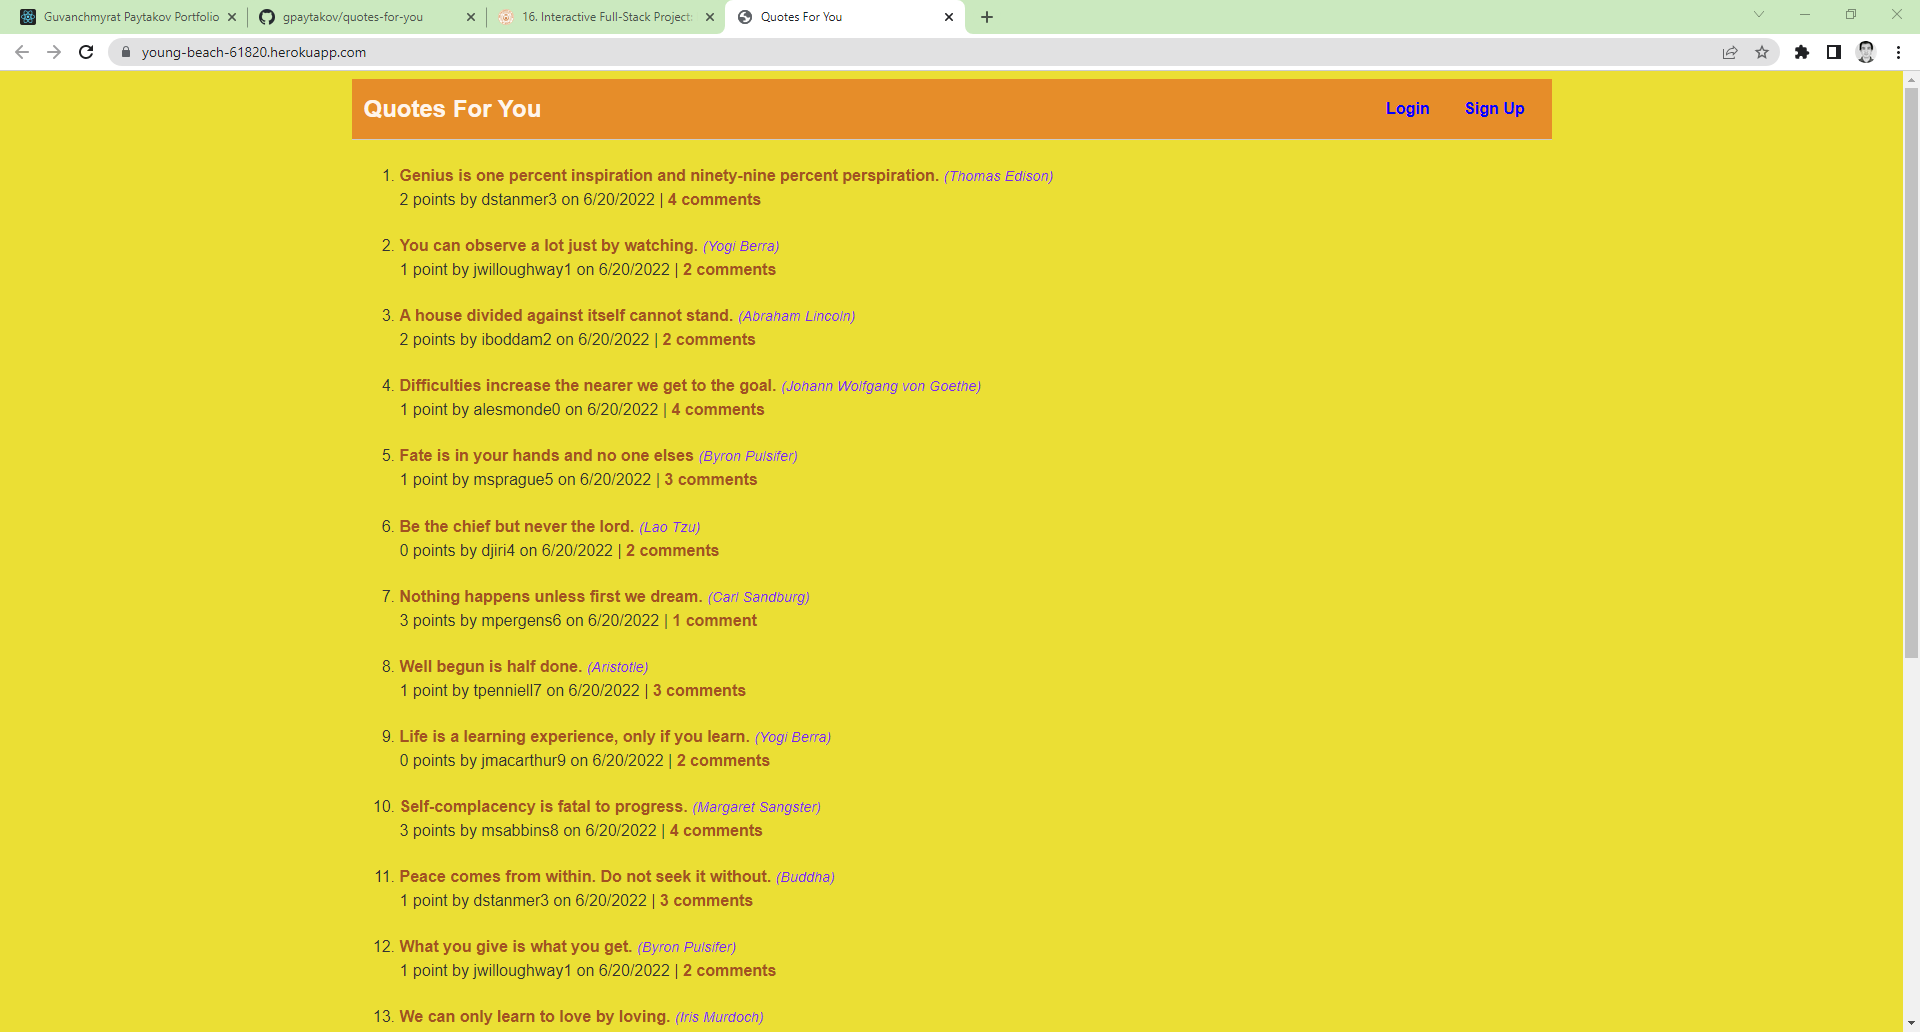 Guvanchmyrat Paytakov Portfolio
gpaytakov/quotes-for-you
16. Interactive Full-Stack Project:
Quotes For You
young-beach-61820.herokuapp.com
Quotes For You
Login
Sign Up
1. Genius is one percent inspiration and ninety-nine percent perspiration. (Thomas Edison)
2 points by dstanmer3 on 6/20/2022 | 4 comments
2. You can observe a lot just by watching. (Yogi Berra)
1 point by jwilloughway1 on 6/20/2022 | 2 comments
3. A house divided against itself cannot stand. (Abraham Lincoln)
2 points by iboddam2 on 6/20/2022 | 2 comments
4. Difficulties increase the nearer we get to the goal. (Johann Wolfgang von Goethe)
1 point by alesmonde0 on 6/20/2022 | 4 comments
5. Fate is in your hands and no one elses (Byron Pulsifer)
1 point by msprague5 on 6/20/2022 | 3 comments
6. Be the chief but never the lord. (Lao Tzu)
0 points by djiri4 on 6/20/2022 | 2 comments
7. Nothing happens unless first we dream. (Carl Sandburg)
3 points by mpergens6 on 6/20/2022 | 1 comment
8. Well begun is half done. (Aristotle)
1 point by tpenniell7 on 6/20/2022 | 3 comments
9. Life is a learning experience, only if you learn. (Yogi Berra)
0 points by jmacarthur9 on 6/20/2022 | 2 comments
10. Self-complacency is fatal to progress. (Margaret Sangster)
3 points by msabbins8 on 6/20/2022 | 4 comments
11. Peace comes from within. Do not seek it without. (Buddha)
1 point by dstanmer3 on 6/20/2022 | 3 comments
12. What you give is what you get. (Byron Pulsifer)
1 point by jwilloughway1 on 6/20/2022 | 2 comments
13. We can only learn to love by loving. (Iris Murdoch)